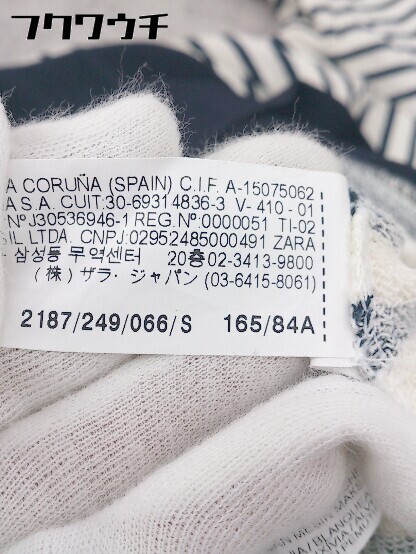 フクワウチ
A CORUÑA (SPAIN) C.I.F. A-15075062
A S.A. CUIT:30-69314836-3 V-410-01
Nº J30536946-1 REG.Nº:0000051 TI-02
SIL LTDA. CNPJ:02952485000491 ZARA
삼성동 무역센터 20층 02-3413-9800
(株) ザラ・ジャパン (03-6415-8061)
2187/249/066/S 165/84A